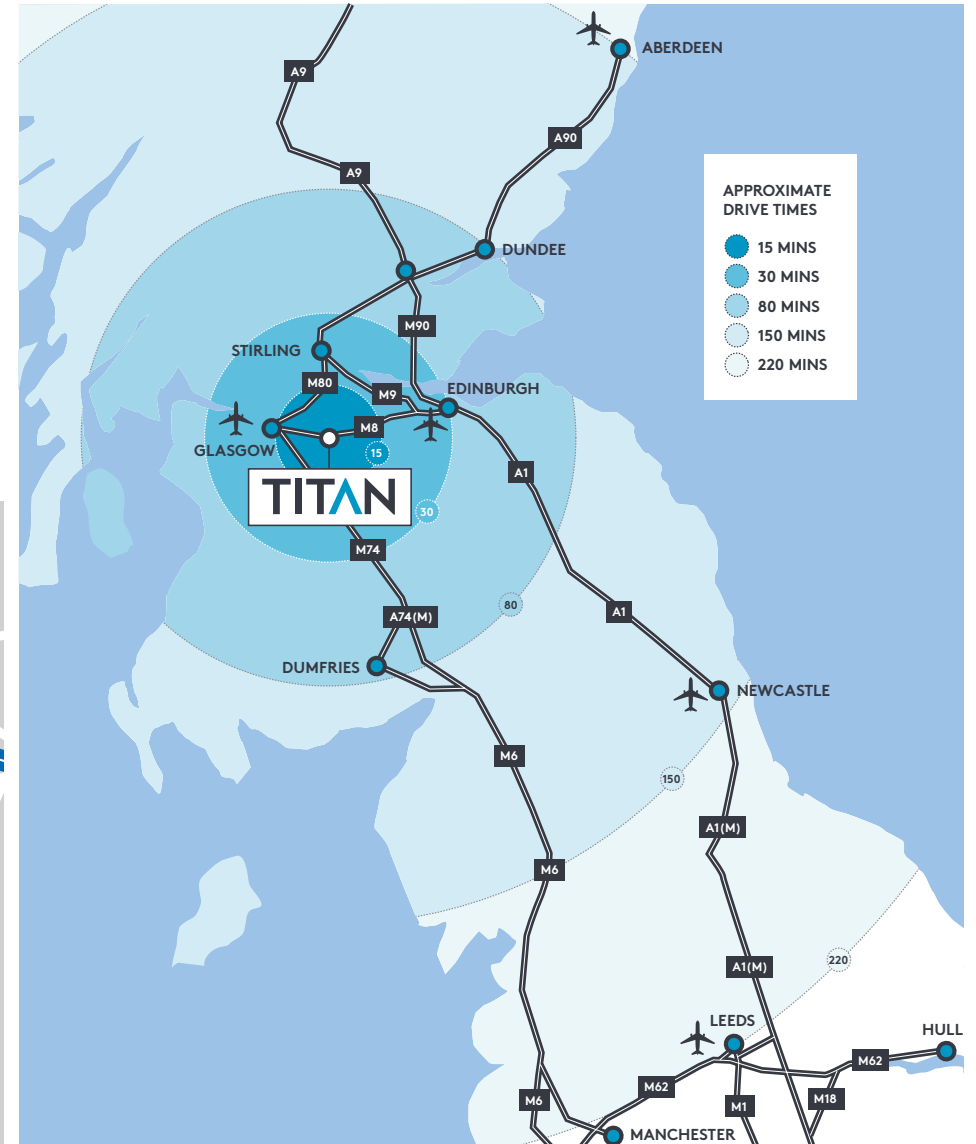 ABERDEEN
A9
A90
A9
APPROXIMATE
DRIVE TIMES
15 MINS
30 MINS
80 MINS
150 MINS
220 MINS
DUNDEE
M90
STIRLING
M80
M9
EDINBURGH
M8
GLASGOW
15
A1
TITAN
30
M74
80
A1
A74(M)
DUMFRIES
NEWCASTLE
M6
150
A1(M)
M6
220
A1(M)
LEEDS
HULL
M62
M62
M6
M1
M18
MANCHESTER